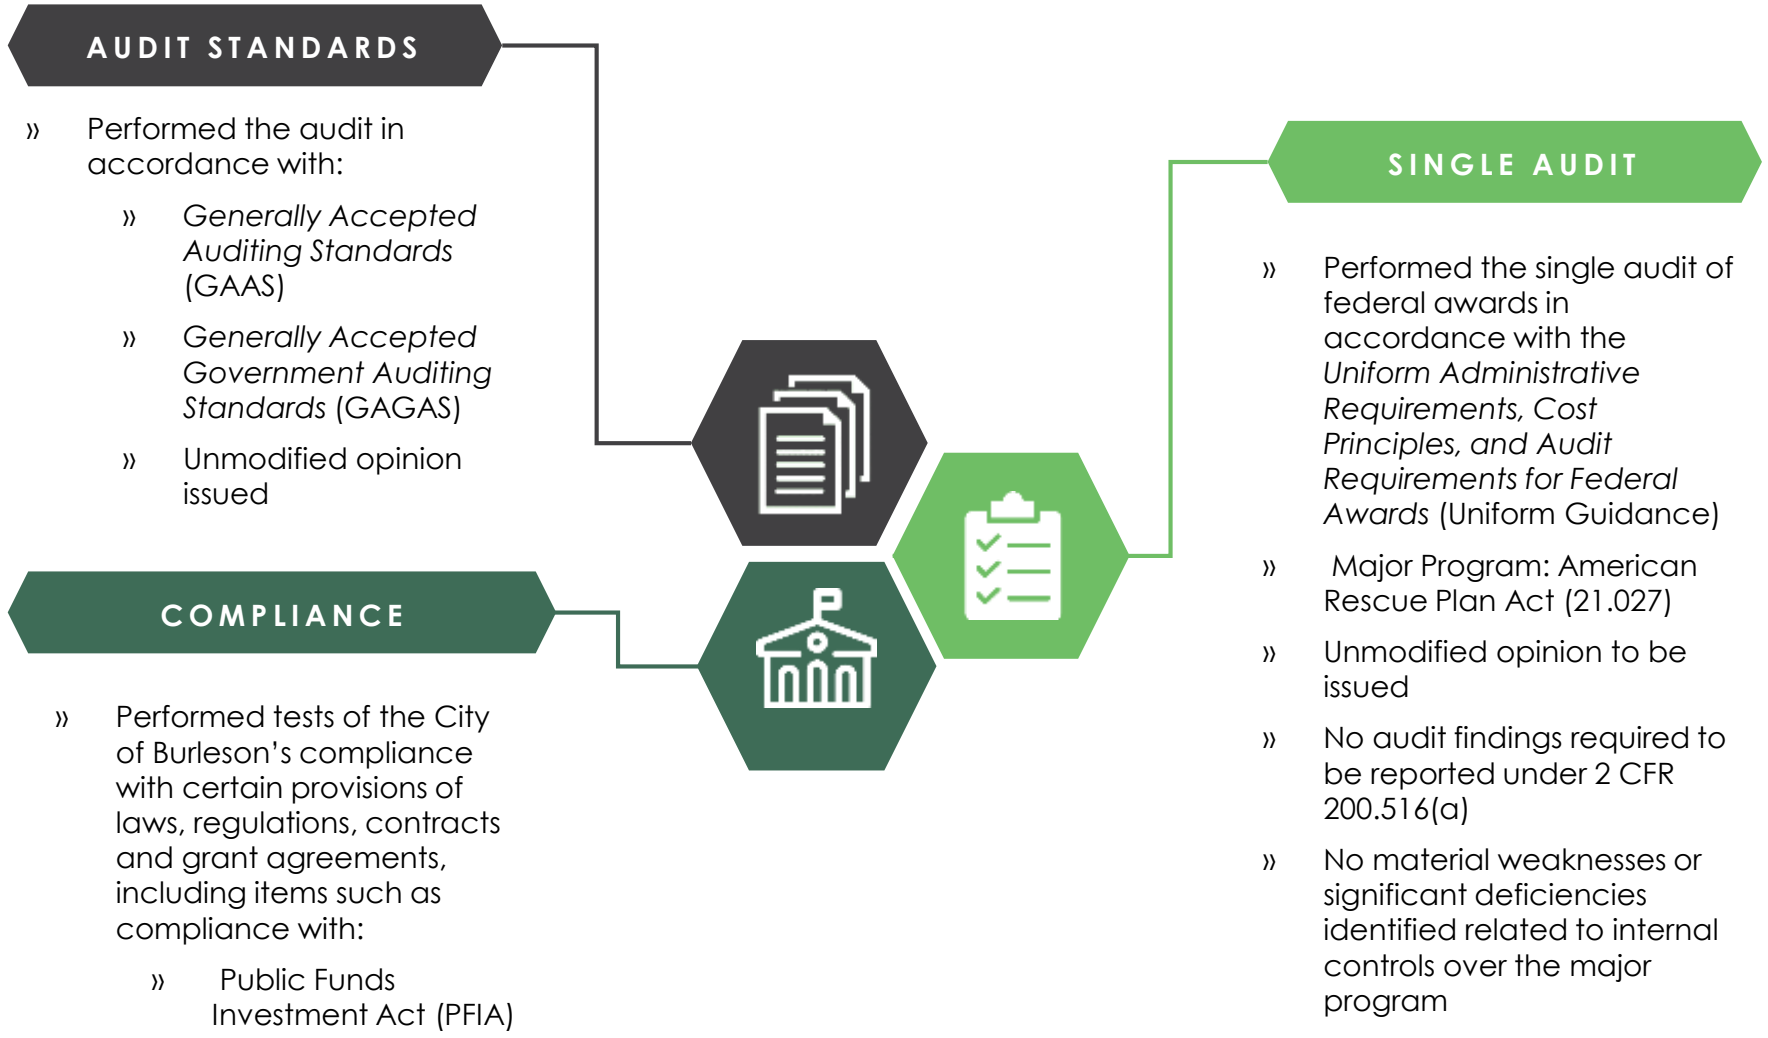 AUDIT STANDARDS
» Performed the audit in
accordance with:
» Generally Accepted
Auditing Standards
(GAAS)
» Generally Accepted
Government Auditing
Standards (GAGAS)
» Unmodified opinion
issued
COMPLIANCE
» Performed tests of the City
of Burleson’s compliance
with certain provisions of
laws, regulations, contracts
and grant agreements,
including items such as
compliance with:
» Public Funds
Investment Act (PFIA)
SINGLE AUDIT
» Performed the single audit of
federal awards in
accordance with the
Uniform Administrative
Requirements, Cost
Principles, and Audit
Requirements for Federal
Awards (Uniform Guidance)
» Major Program: American
Rescue Plan Act (21.027)
» Unmodified opinion to be
issued
» No audit findings required to
be reported under 2 CFR
200.516(a)
» No material weaknesses or
significant deficiencies
identified related to internal
controls over the major
program